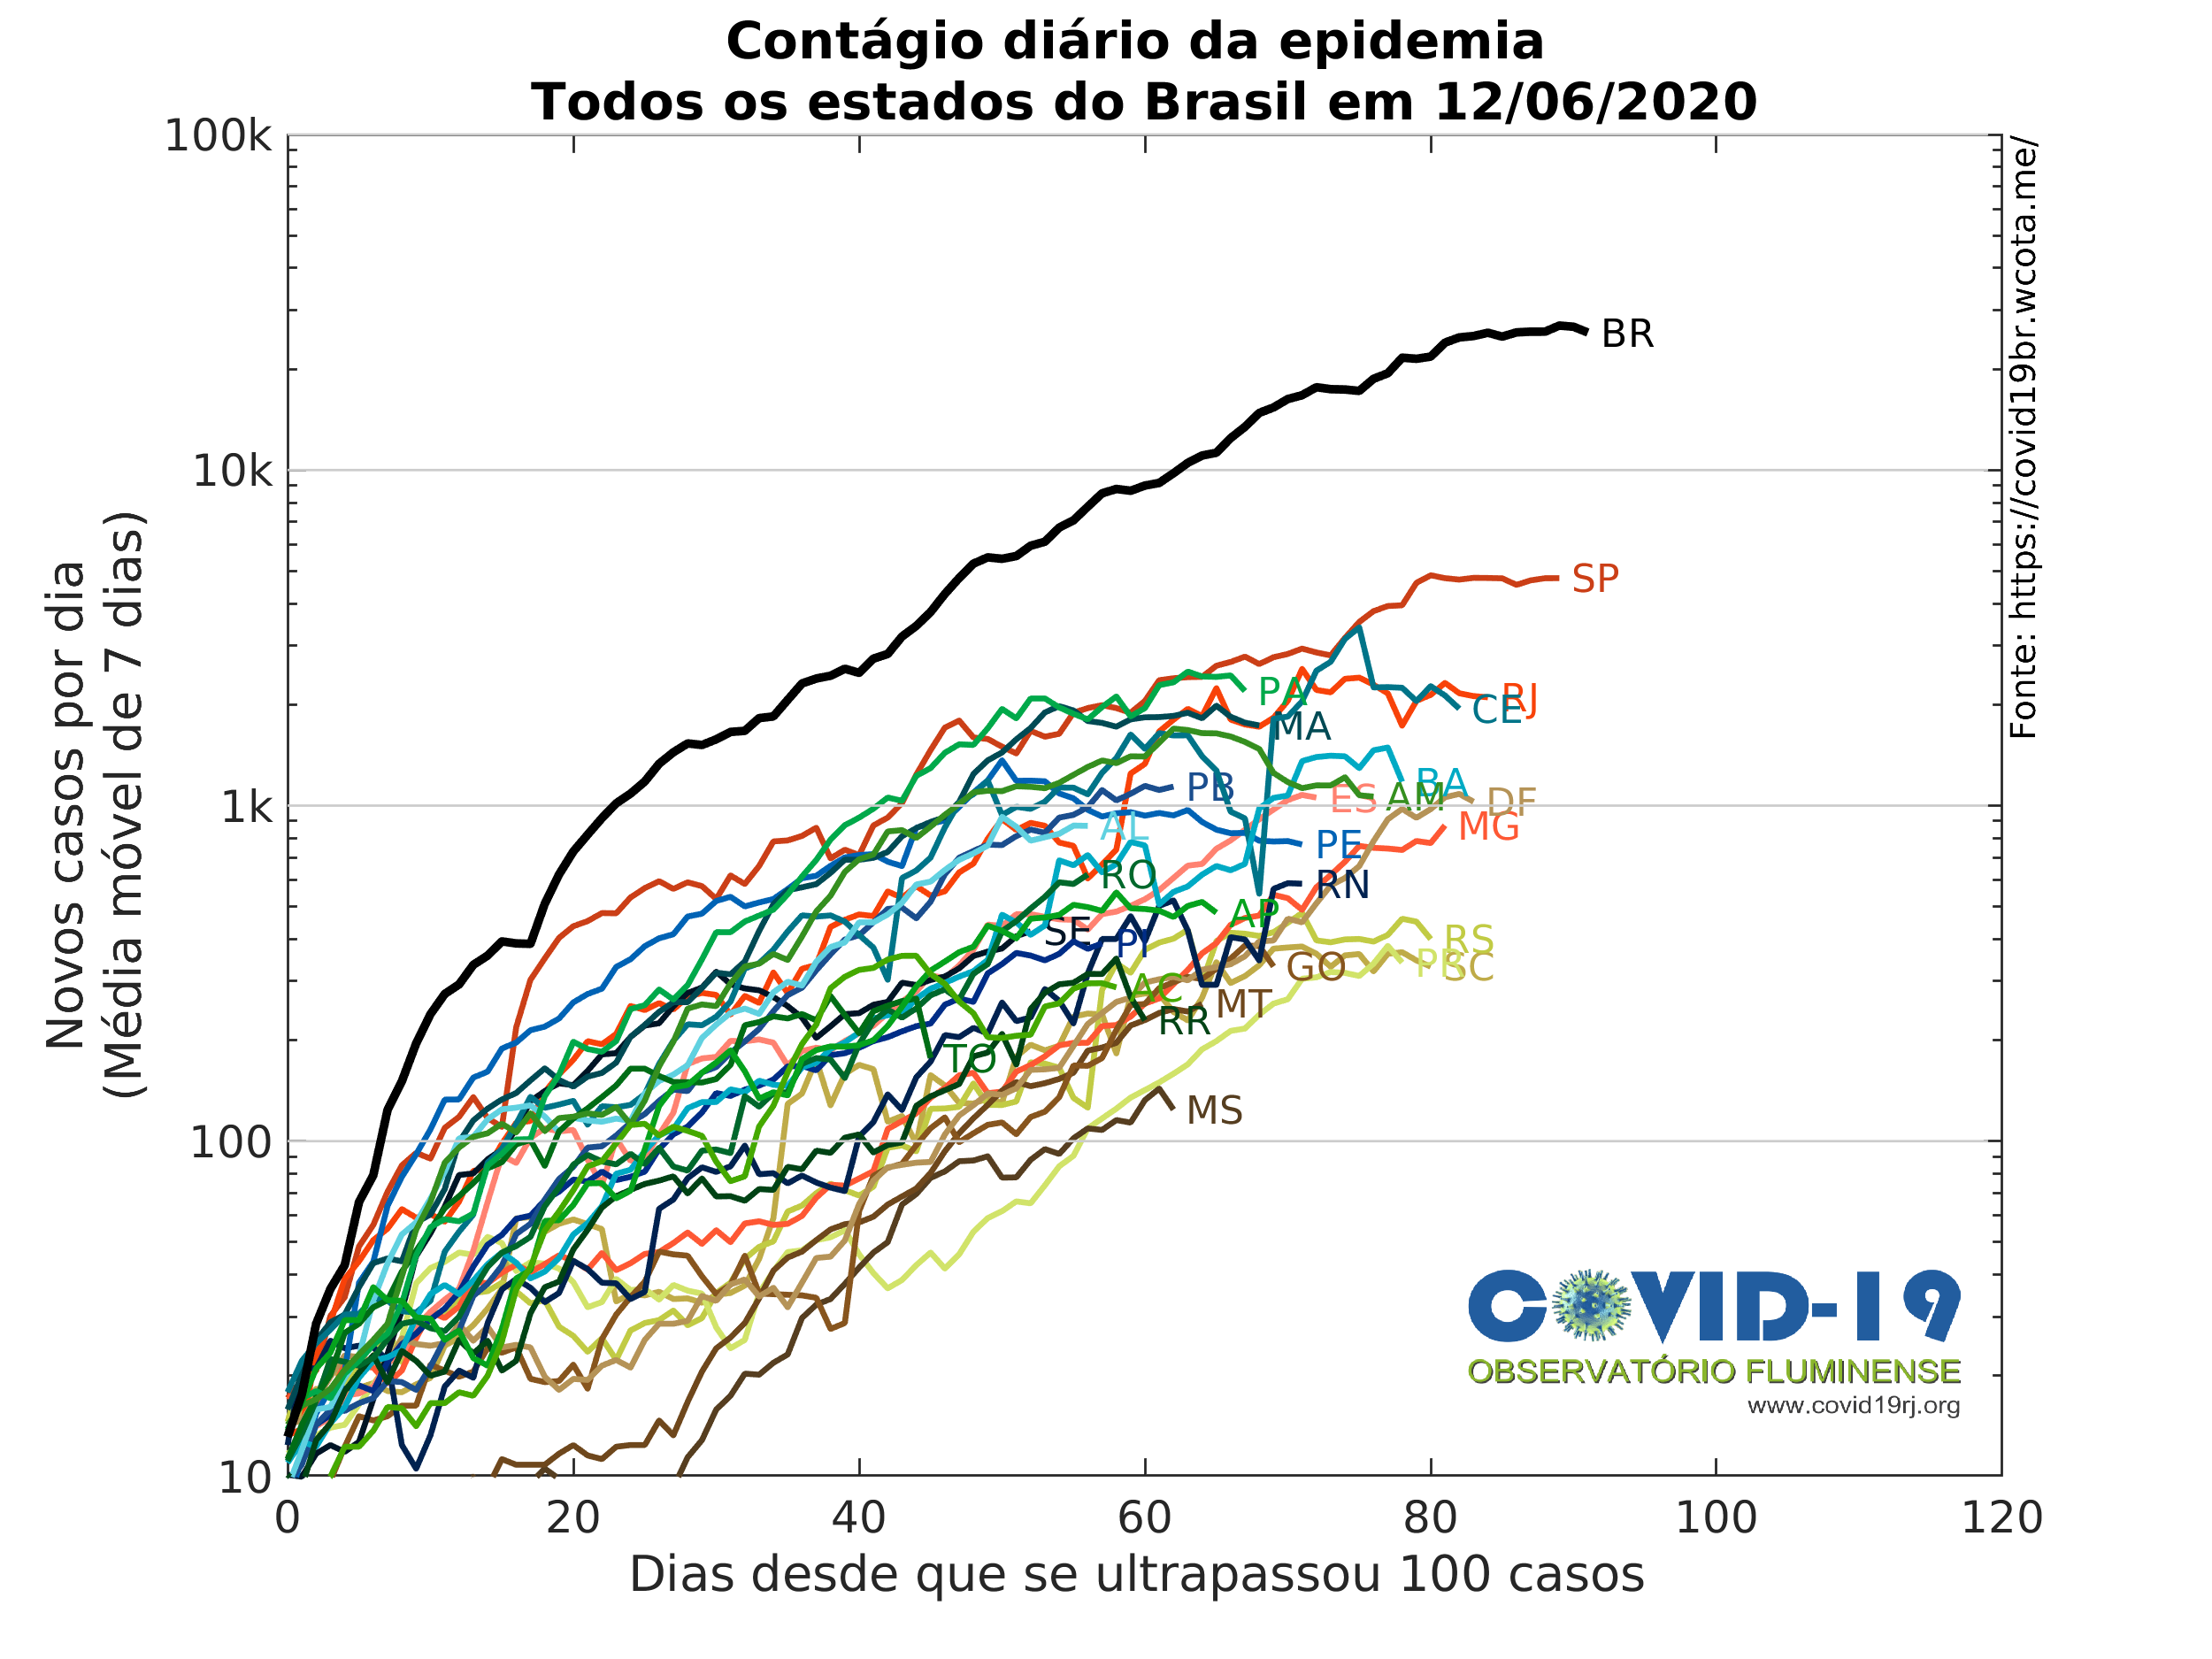 Contágio diário da epidemia
Todos os estados do Brasil em 12/06/2020
100k
10k
1k
100
10
Novos casos por dia
(Média móvel de 7 dias)
0
20
40
60
80
100
120
Dias desde que se ultrapassou 100 casos
Fonte: https://covid19br.wcota.me/
BR
SP
PA
RJ
CE
MA
PB
BA
ES
AM
DF
AL
MG
PE
RO
RN
AP
SE
PI
RS
GO
PR
SC
AC
MT
RR
TO
MS
COVID-19
OBSERVATÓRIO FLUMINENSE
www.covid19rj.org